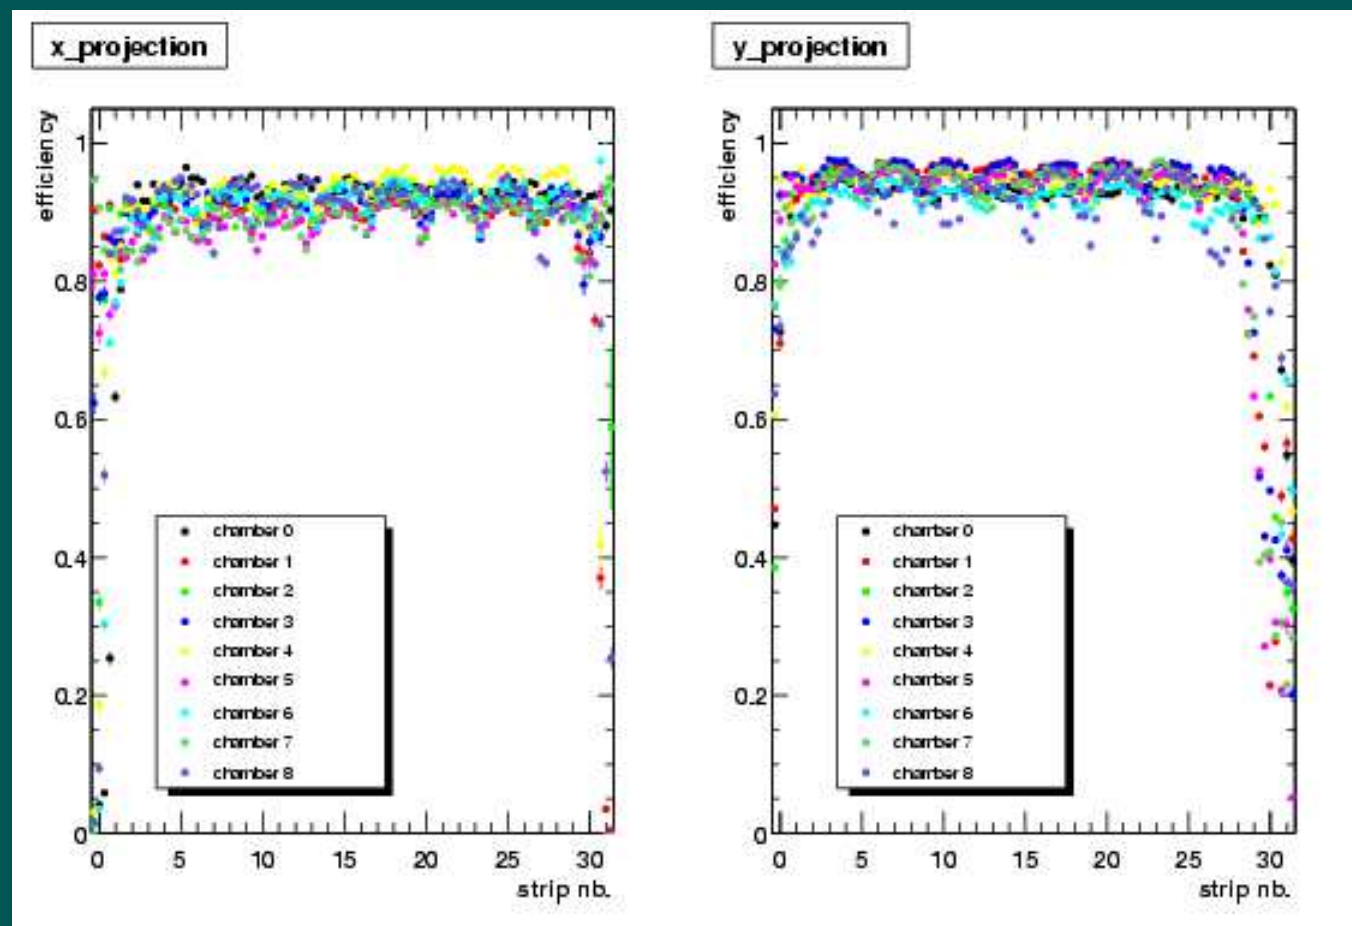 x_projection
efficiency
1
0.8
0.6
0.4
0.2
0
chamber 0
chamber 1
chamber 2
chamber 3
chamber 4
chamber 5
chamber 6
chamber 7
chamber 8
0 5 10 15 20 25 30
strip nb.
y_projection
efficiency
1
0.8
0.6
0.4
0.2
0
chamber 0
chamber 1
chamber 2
chamber 3
chamber 4
chamber 5
chamber 6
chamber 7
chamber 8
0 5 10 15 20 25 30
strip nb.